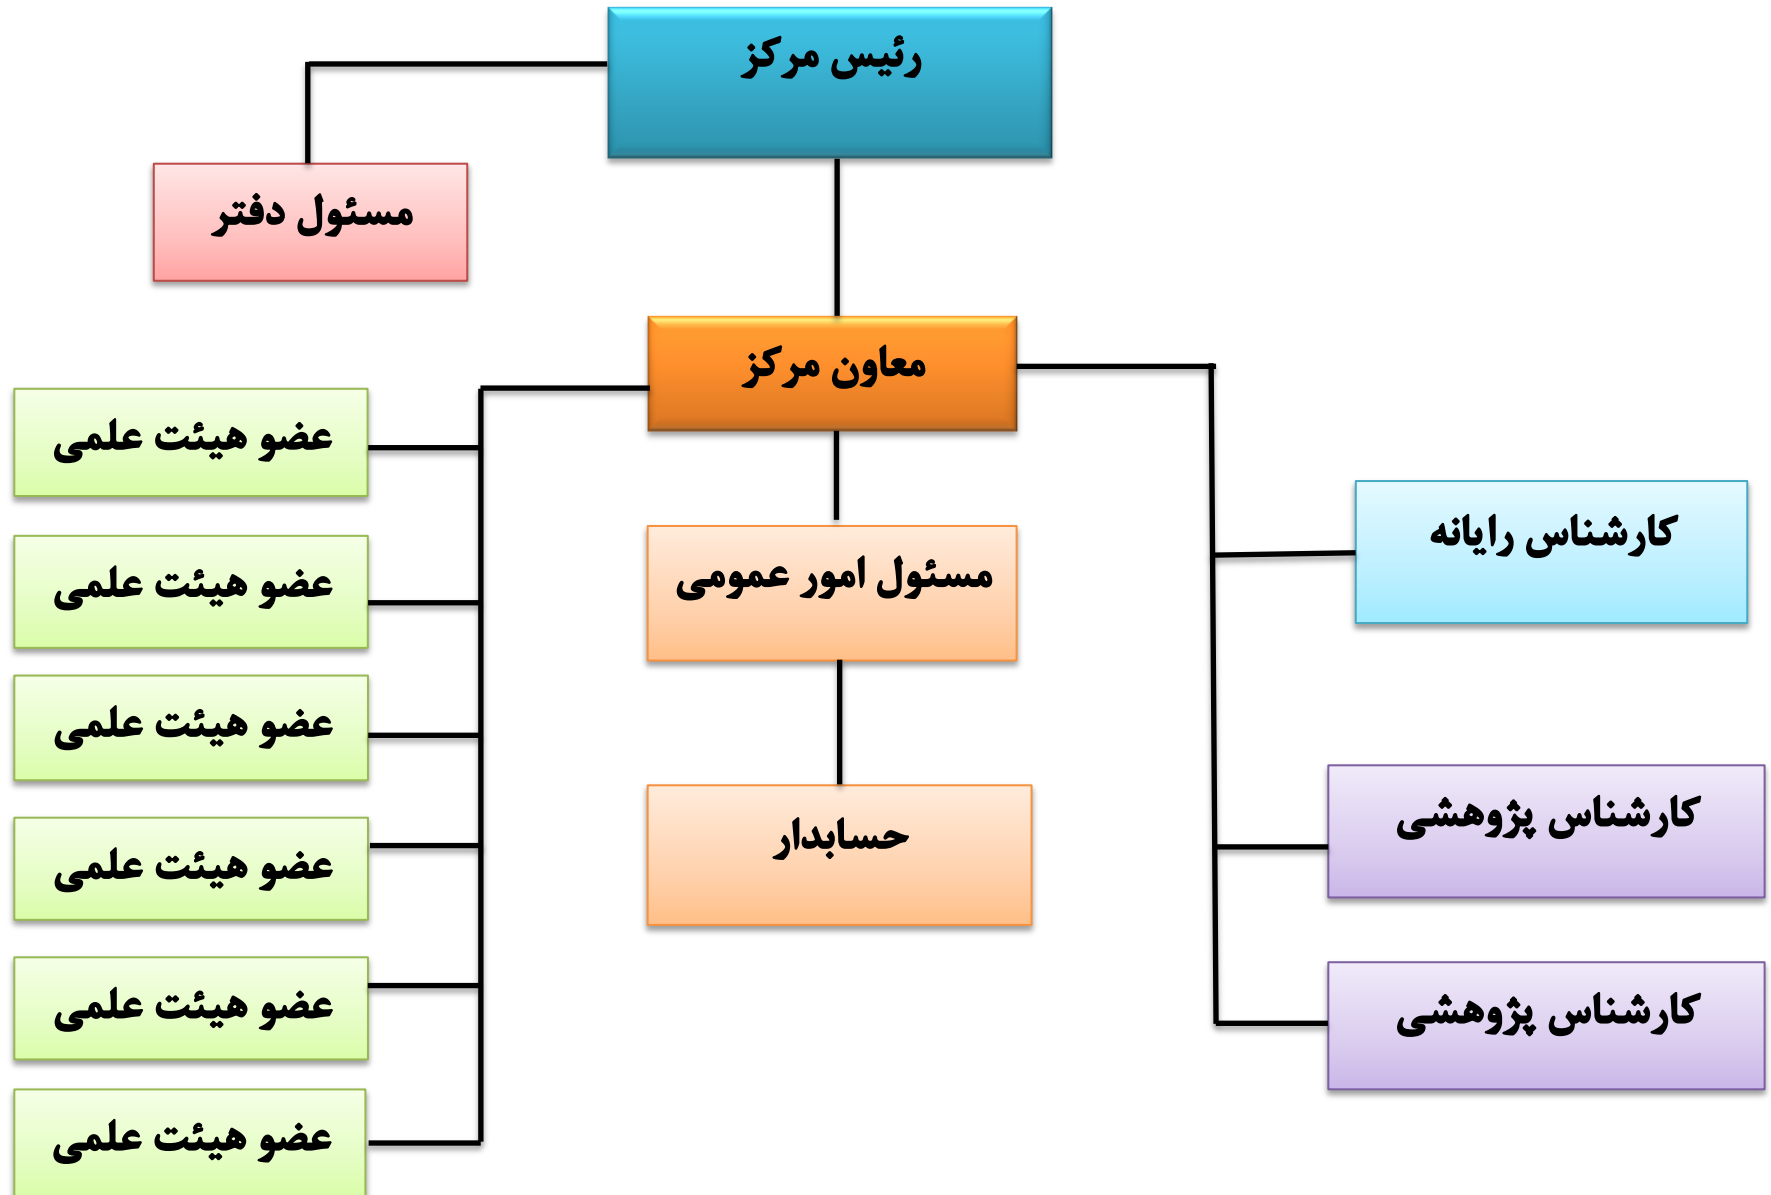 رئیس مرکز
مسئول دفتر
معاون مرکز
عضو هیئت علمی
عضو هیئت علمی
عضو هیئت علمی
عضو هیئت علمی
عضو هیئت علمی
عضو هیئت علمی
مسئول امور عمومی
حسابدار
کارشناس رایانه
کارشناس پژوهشی
کارشناس پژوهشی